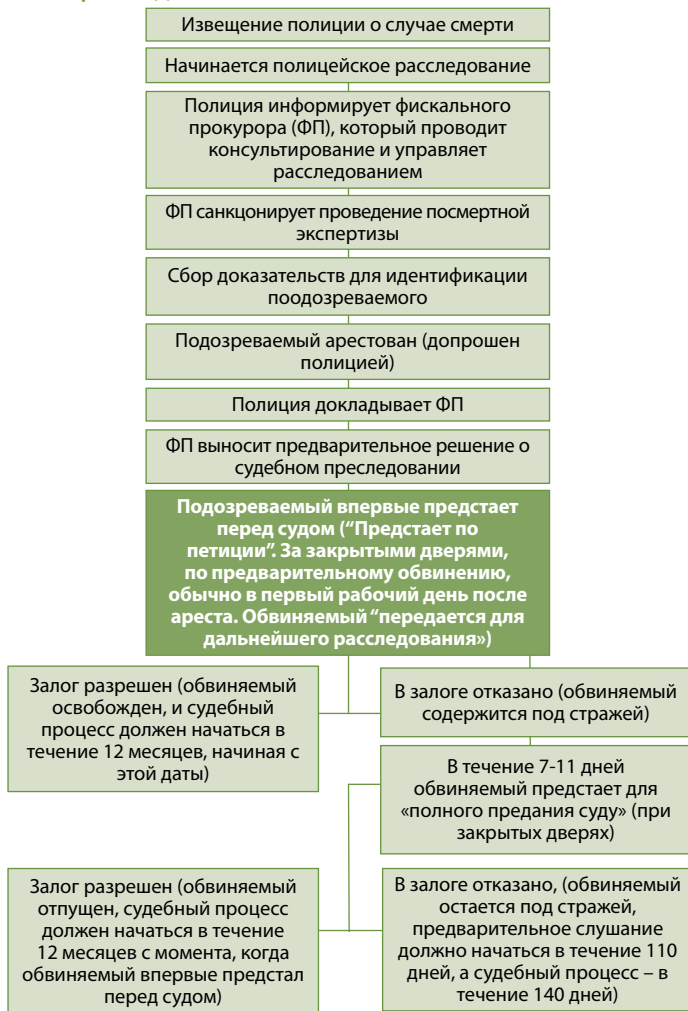 Извещение полиции о случае смерти
Начинается полицейское расследование
Полиция информирует фискального
прокурора (ФП), который проводит
консультирование и управляет
расследованием
ФП санкцонирует проведение посмертной
экспертизы
Сбор доказательств для идентификации
поодозреваемого
Подозреваемый арестован (допрошен
полицией)
Полиция докладывает ФП
ФП выносит предварительное решение о
судебном преследовании
Подозреваемый впервые предстает
перед судом (“Предстает по
петиции”. За закрытыми дверями,
по предварительному обвинению,
обычно в первый рабочий день после
ареста. Обвиняемый “передается для
дальнейшего расследования»)
Залог разрешен (обвиняемый
освобожден, и судебный
процесс должен начаться в
течение 12 месяцев, начиная с
этой даты)
В залоге отказано (обвиняемый
содержится под стражей)
В течение 7-11 дней
обвиняемый предстает для
«полного предания суду» (при
закрытых дверях)
Залог разрешен (обвиняемый
отпущен, судебный процесс
должен начаться в течение
12 месяцев с момента, когда
обвиняемый впервые предстал
перед судом)
В залоге отказано, (обвиняемый
остается под стражей,
предварительное слушание
должно начаться в течение 110
дней, а судебный процесс – в
течение 140 дней)